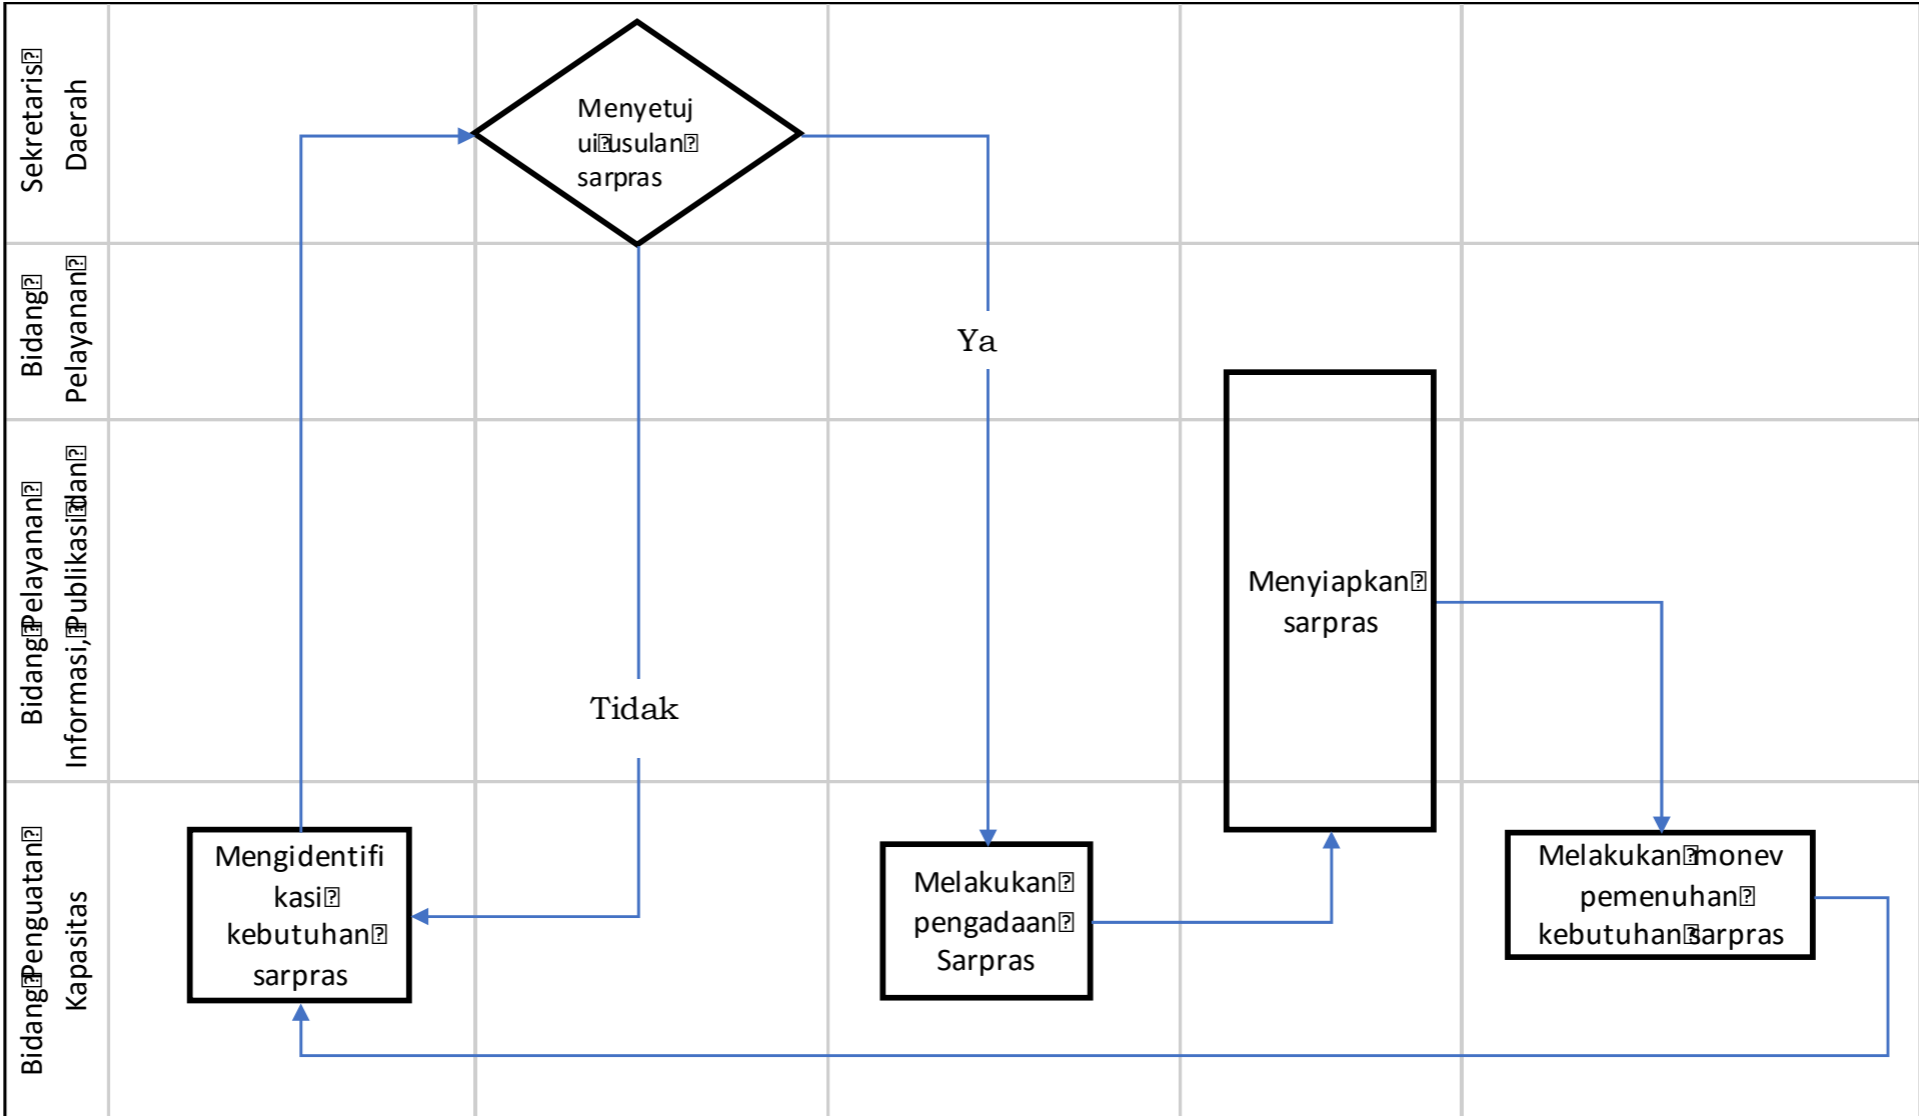 Sekretaris
Daerah
Menyetuj
ui usulan
sarpras
Bidang
Pelayanan
Ya
Bidang Pelayanan
Informasi, Publikasi dan
Tidak
Menyiapkan
sarpras
Bidang Penguatan
Kapasitas
Mengidentifi
kasi
kebutuhan
sarpras
Melakukan
pengadaan
Sarpras
Melakukan monev
pemenuhan
kebutuhan sarpras